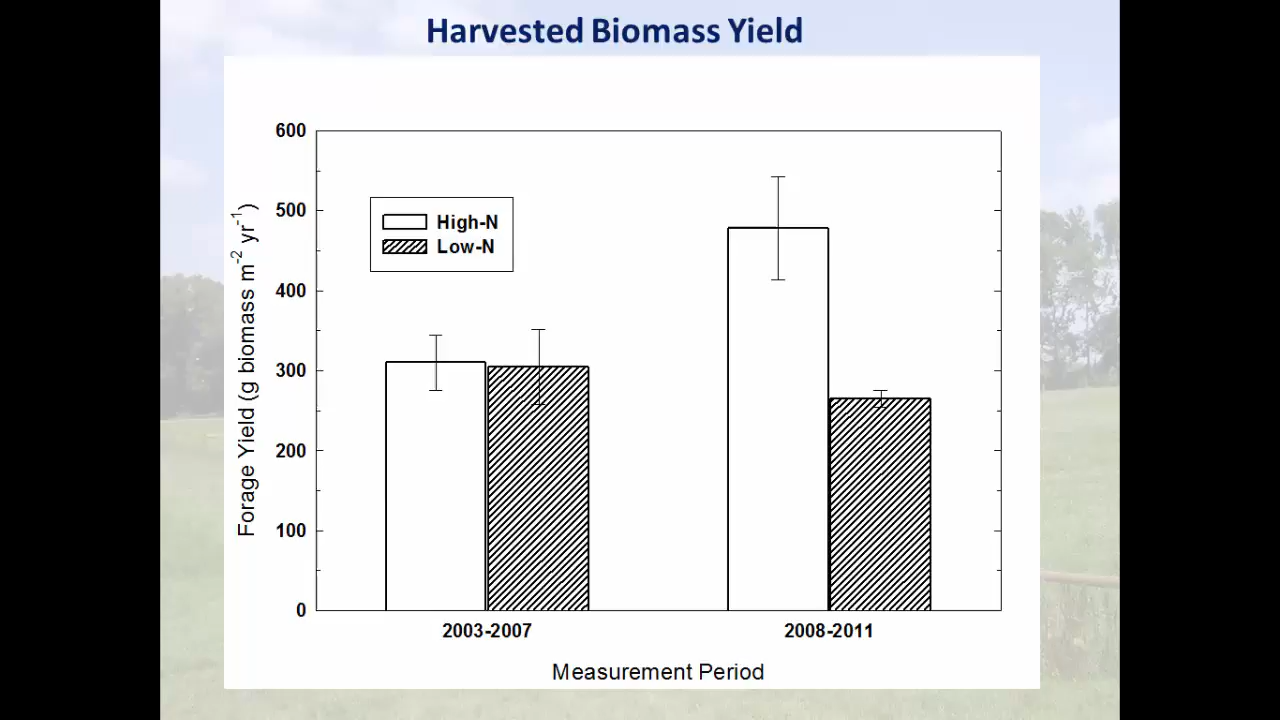 Harvested Biomass Yield
600
500
400
300
200
100
0
Forage Yield (g biomass m⁻² yr⁻¹)
High-N
Low-N
2003-2007
2008-2011
Measurement Period